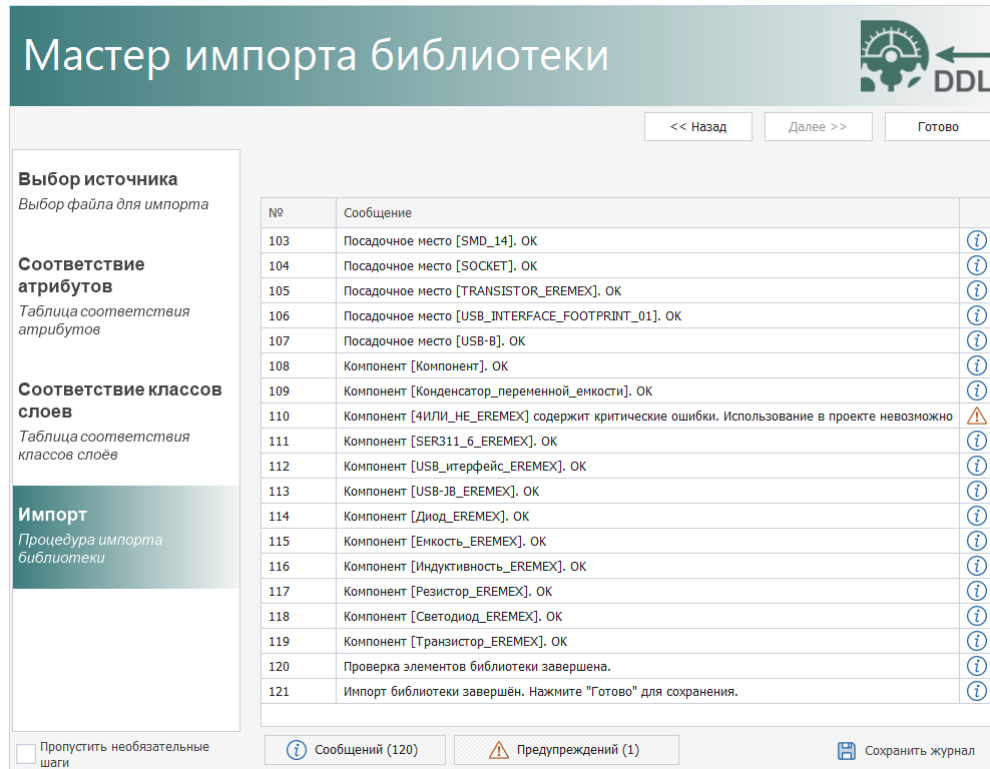 Мастер импорта библиотеки
DDL
<< Назад
Далее >>
Готово
Выбор источника
Выбор файла для импорта
Соответствие
атрибутов
Таблица соответствия
атрибутов
Соответствие классов
слоев
Таблица соответствия
классов слоёв
Импорт
Процедура импорта
библиотеки
№ Сообщение
103 Посадочное место [SMD_14]. OK
104 Посадочное место [SOCKET]. OK
105 Посадочное место [TRANSISTOR_EREMEX]. OK
106 Посадочное место [USB_INTERFACE_FOOTPRINT_01]. OK
107 Посадочное место [USB-B]. OK
108 Компонент [Компонент]. OK
109 Компонент [Конденсатор_переменной_емкости]. OK
110 Компонент [4ИЛИ_НЕ_EREMEX] содержит критические ошибки. Использование в проекте невозможно
111 Компонент [SER311_6_EREMEX]. OK
112 Компонент [USB_итерфейс_EREMEX]. OK
113 Компонент [USB-JB_EREMEX]. OK
114 Компонент [Диод_EREMEX]. OK
115 Компонент [Емкость_EREMEX]. OK
116 Компонент [Индуктивность_EREMEX]. OK
117 Компонент [Резистор_EREMEX]. OK
118 Компонент [Светодиод_EREMEX]. OK
119 Компонент [Транзистор_EREMEX]. OK
120 Проверка элементов библиотеки завершена.
121 Импорт библиотеки завершён. Нажмите "Готово" для сохранения.
Пропустить необязательные
шаги
Сообщений (120)
Предупреждений (1)
Сохранить журнал